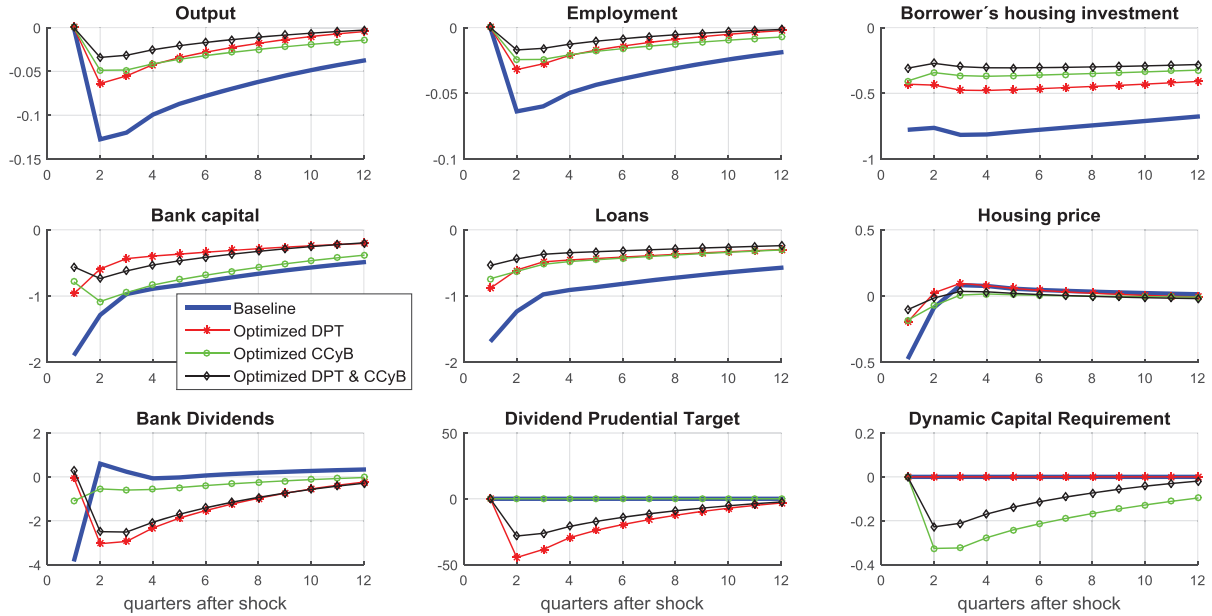 Output
Employment
Borrower´s housing investment
0
-0.05
-0.1
-0.15
0 2 4 6 8 10 12
0
-0.05
-0.1
0 2 4 6 8 10 12
0
-0.5
-1
0 2 4 6 8 10 12
Bank capital
Loans
Housing price
0
-1
-2
0 2 4 6 8 10 12
Baseline
Optimized DPT
Optimized CCyB
Optimized DPT & CCyB
0
-1
-2
0 2 4 6 8 10 12
0.5
0
-0.5
0 2 4 6 8 10 12
Bank Dividends
Dividend Prudential Target
Dynamic Capital Requirement
2
0
-2
-4
0 2 4 6 8 10 12
quarters after shock
50
0
-50
0 2 4 6 8 10 12
quarters after shock
0.2
0
-0.2
-0.4
0 2 4 6 8 10 12
quarters after shock